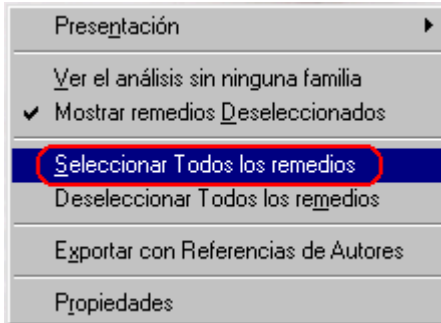 Presentación
Ver el análisis sin ninguna familia
Mostrar remedios Deseleccionados
Seleccionar Todos los remedios
Deseleccionar Todos los remedios
Exportar con Referencias de Autores
Propiedades